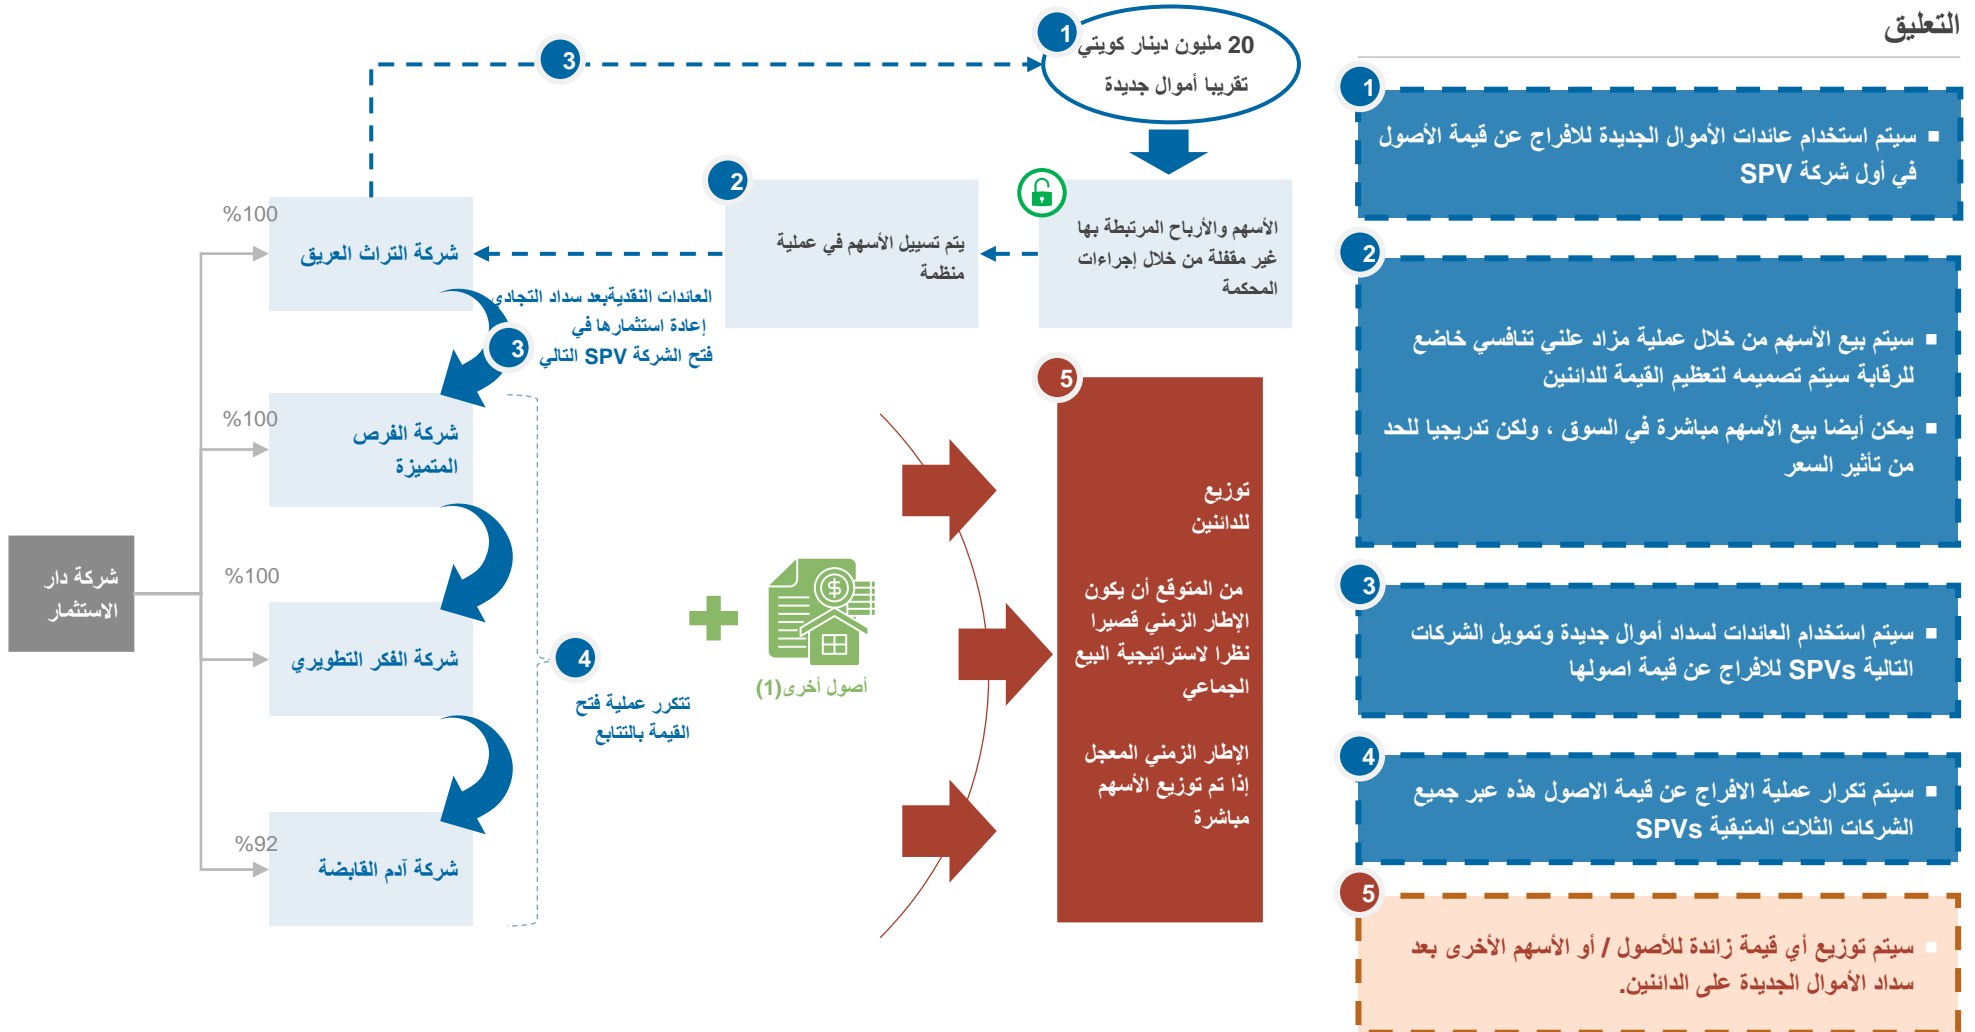 التعليق
1
سيتم استخدام عائدات الأموال الجديدة للافراج عن قيمة الأصول
في أول شركة SPV
2
سيتم بيع الأسهم من خلال عملية مزاد علني تنافسي خاضع
للرقابة سيتم تصميمه لتعظيم القيمة للدائنين
يمكن أيضا بيع الأسهم مباشرة في السوق ، ولكن تدريجيا للحد
من تأثير السعر
3
سيتم استخدام العائدات لسداد أموال جديدة وتمويل الشركات
التالية SPVs للافراج عن قيمة اصولها
4
سيتم تكرار عملية الافراج عن قيمة الاصول هذه عبر جميع
الشركات الثلات المتبقية SPVs
5
سيتم توزيع أي قيمة زائدة للأصول / أو الأسهم الأخرى بعد
سداد الأموال الجديدة على الدائنين.
1
20 مليون دينار كويتي
تقريبا أموال جديدة
الأسهم والأرباح المرتبطة بها
غير مقفلة من خلال إجراءات
المحكمة
2
يتم تسييل الأسهم في عملية
منظمة
3
%100
شركة التراث العريق
العائدات النقديةبعد سداد التجادي
إعادة استثمارها في
فتح الشركة SPV التالي
3
%100
شركة الفرص
المتميزة
%100
شركة الفكر التطويري
%92
شركة آدم القابضة
شركة دار
الاستثمار
4
تتكرر عملية فتح
القيمة بالتتابع
أصول أخرى(1)
5
توزيع
للدائنين
من المتوقع أن يكون
الإطار الزمني قصيرا
نظرا لاستراتيجية البيع
الجماعي
الإطار الزمني المعجل
إذا تم توزيع الأسهم
مباشرة